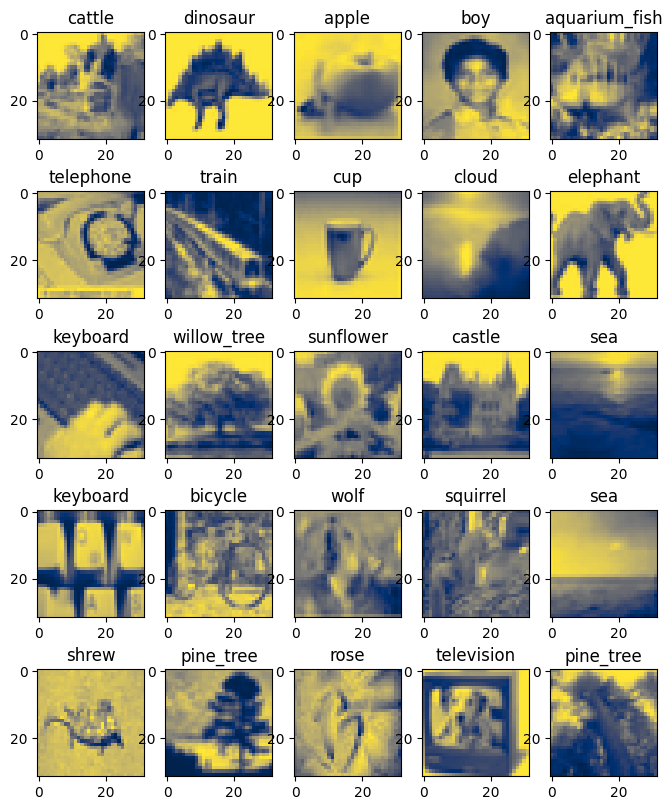 cattle dinosaur apple boy aquarium_fish
0 0 0 0 0
20 20 20 20 20
0 20 0 20 0 20 0 20 0 20
telephone train cup cloud elephant
0 0 0 0 0
20 20 20 20 20
0 20 0 20 0 20 0 20 0 20
keyboard willow_tree sunflower castle sea
0 0 0 0 0
20 20 20 20 20
0 20 0 20 0 20 0 20 0 20
keyboard bicycle wolf squirrel sea
0 0 0 0 0
20 20 20 20 20
0 20 0 20 0 20 0 20 0 20
shrew pine_tree rose television pine_tree
0 0 0 0 0
20 20 20 20 20
0 20 0 20 0 20 0 20 0 20